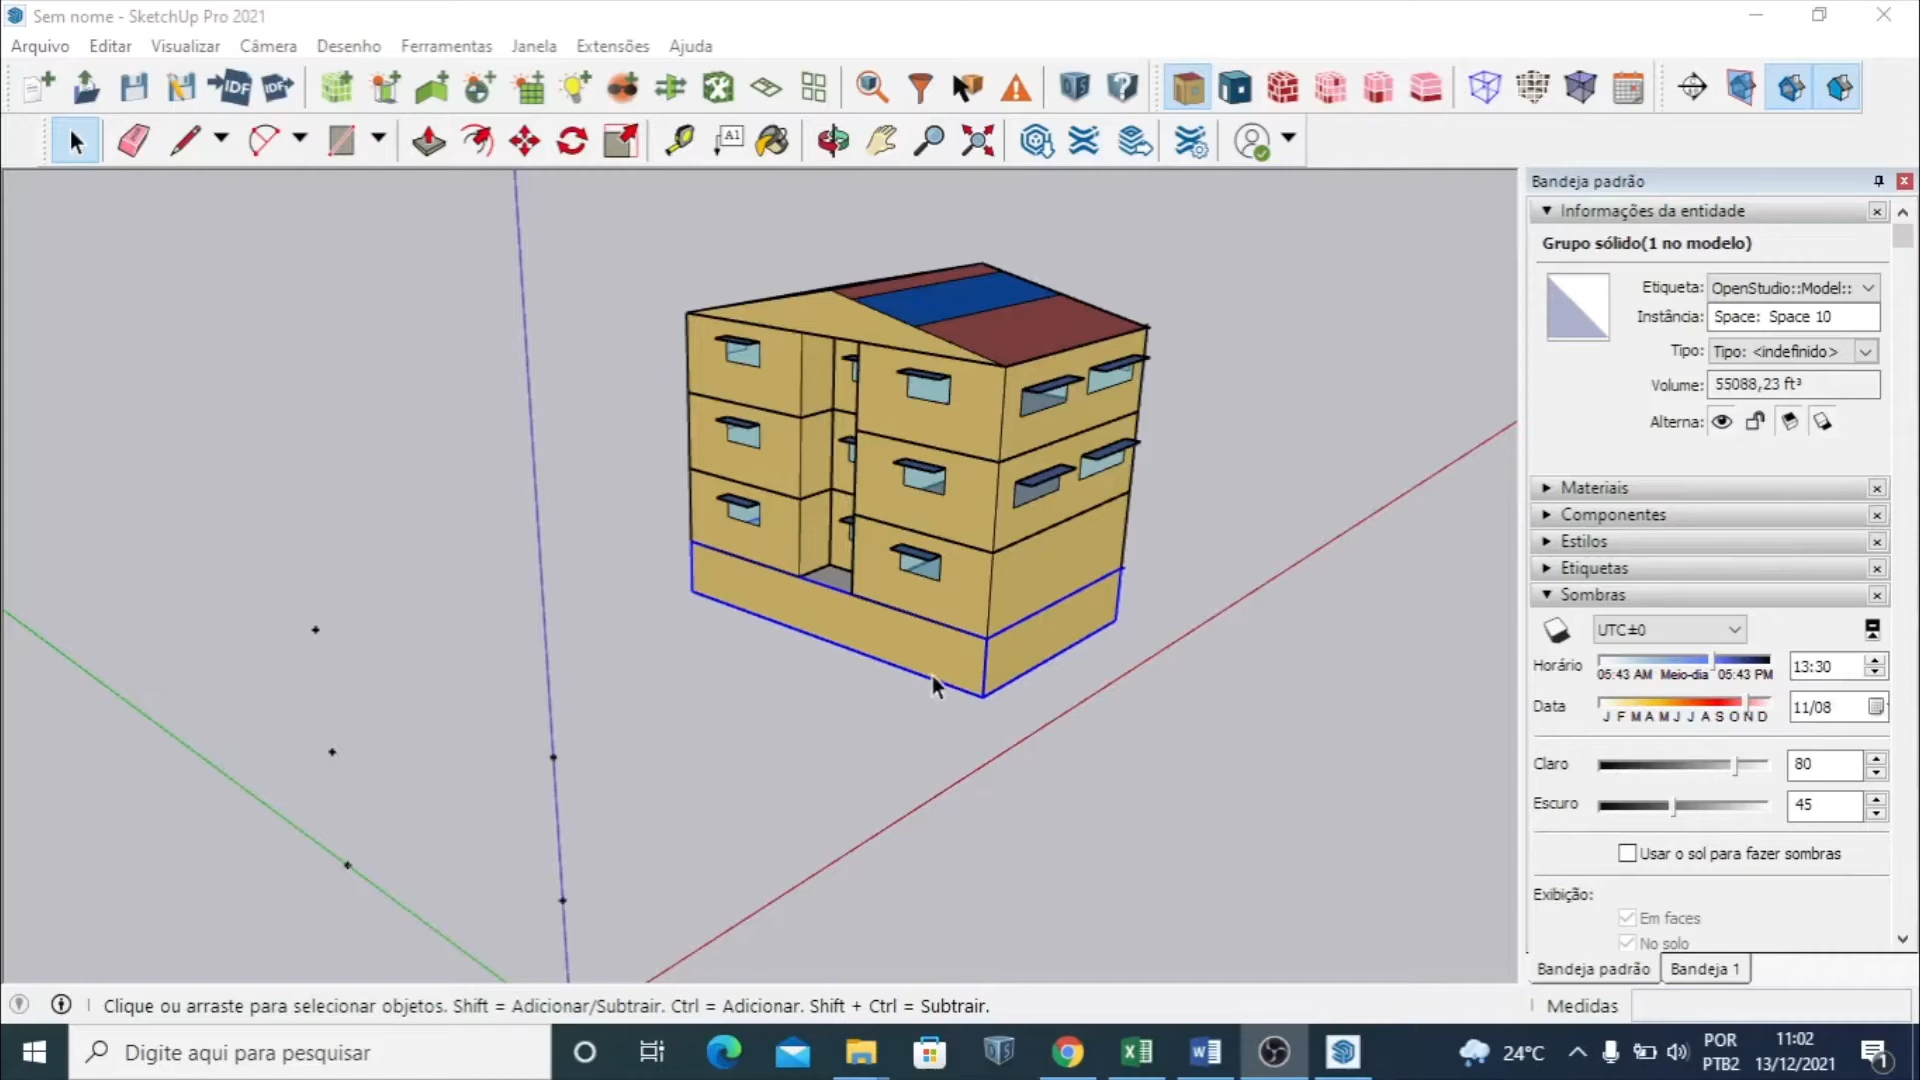 Sem nome - SketchUp Pro 2021
Arquivo Editar Visualizar Câmera Desenho Ferramentas Janela Extensões Ajuda
IDF IDF
A1
Bandeja padrão
Informações da entidade
Grupo sólido(1 no modelo)
Etiqueta: OpenStudio::Model::
Instância: Space: Space 10
Tipo: Tipo: <indefinido>
Volume: 55088,23 ft³
Alterna:
Materiais
Componentes
Estilos
Etiquetas
Sombras
UTC±0
Horário 05:43 AM Meio-dia 05:43 PM 13:30
Data J F M A M J J A S O N D 11/08
Claro 80
Escuro 45
Usar o sol para fazer sombras
Exibição:
Em faces
No solo
Bandeja padrão Bandeja 1
Clique ou arraste para selecionar objetos. Shift = Adicionar/Subtrair. Ctrl = Adicionar. Shift + Ctrl = Subtrair.
Medidas
Digite aqui para pesquisar
24°C
POR
PTB2
11:02
13/12/2021
1